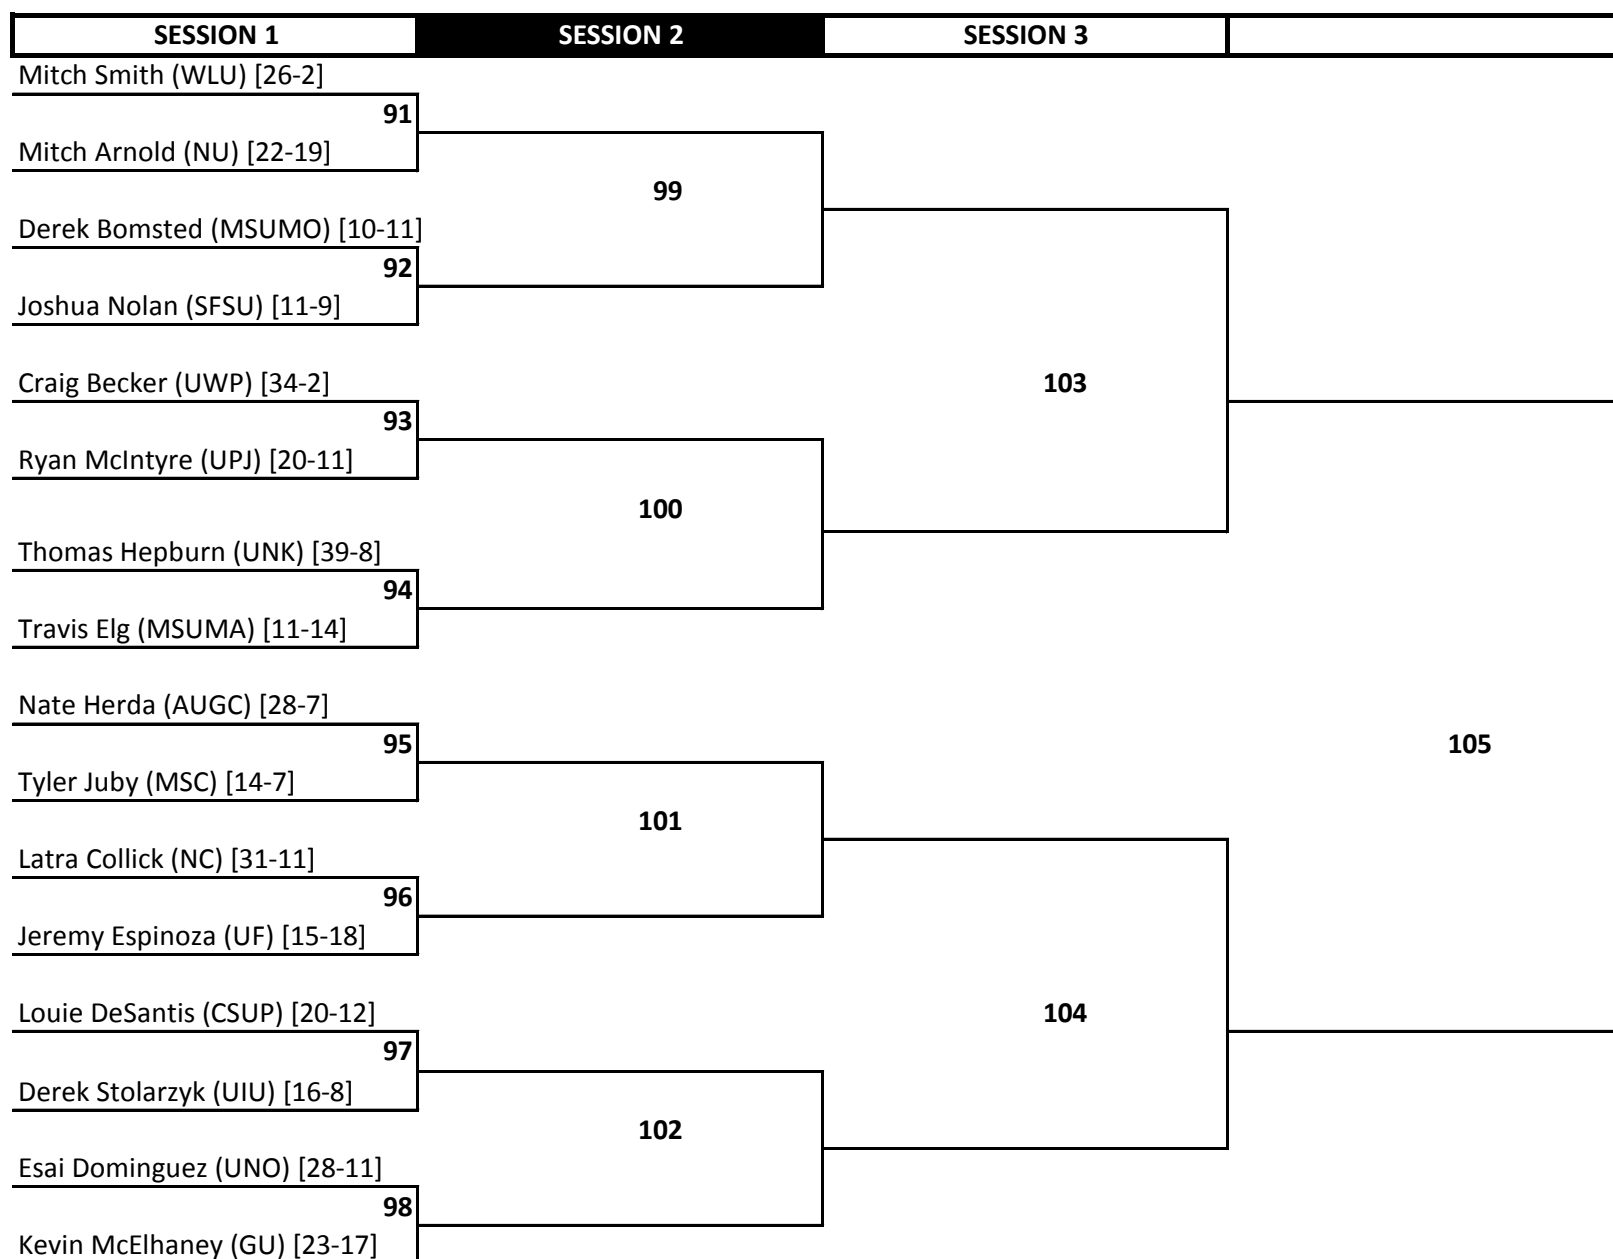 SESSION 1 SESSION 2 SESSION 3
Mitch Smith (WLU) [26-2]
91
Mitch Arnold (NU) [22-19]
99
Derek Bomsted (MSUMO) [10-11]
92
Joshua Nolan (SFSU) [11-9]
Craig Becker (UWP) [34-2]
103
93
Ryan McIntyre (UPJ) [20-11]
100
Thomas Hepburn (UNK) [39-8]
94
Travis Elg (MSUMA) [11-14]
Nate Herda (AUGC) [28-7]
95
105
Tyler Juby (MSC) [14-7]
101
Latra Collick (NC) [31-11]
96
Jeremy Espinoza (UF) [15-18]
Louie DeSantis (CSUP) [20-12]
104
97
Derek Stolarzyk (UIU) [16-8]
102
Esai Dominguez (UNO) [28-11]
98
Kevin McElhaney (GU) [23-17]